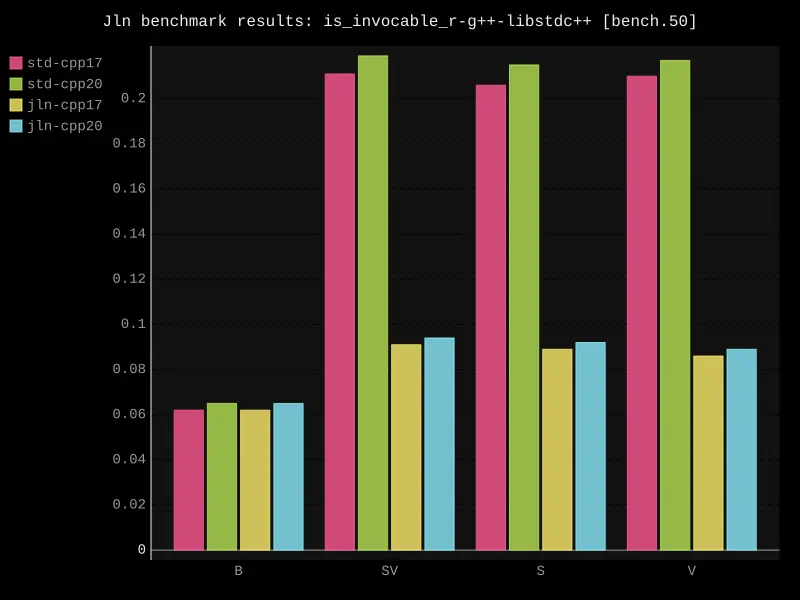 Jln benchmark results: is_invocable_r-g++-libstdc++ [bench.50]
std-cpp17
std-cpp20
jln-cpp17
jln-cpp20
0.2
0.18
0.16
0.14
0.12
0.1
0.08
0.06
0.04
0.02
0
B SV S V